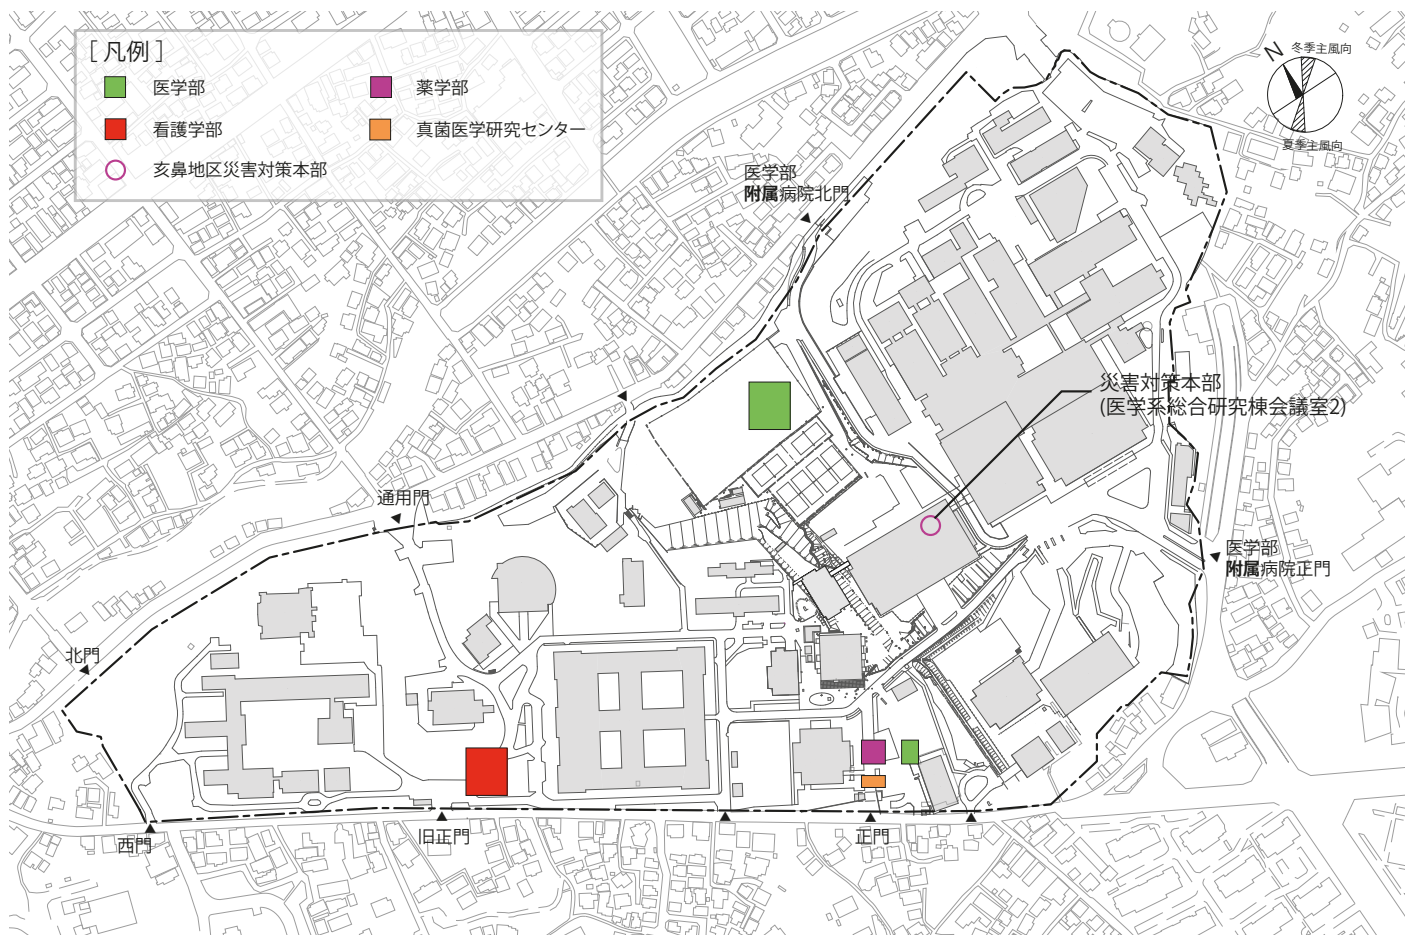 ［凡例］
医学部
薬学部
看護学部
真菌医学研究センター
亥鼻地区災害対策本部
N
冬季主風向
夏季主風向
医学部
附属病院北門
災害対策本部
(医学系総合研究棟会議室2)
通用門
医学部
附属病院正門
北門
西門
旧正門
正門